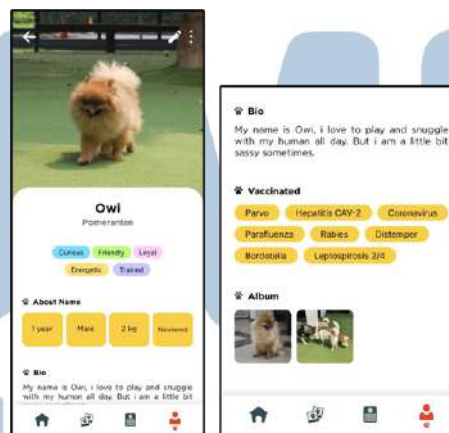 Owi
Pomeranian
Curious Friendly Loyal
Energetic Trained
About Name
1 year Male 2 kg Neutered
Bio
My name is Owi, i love to play and snuggle
with my human all day. But i am a little bit
Bio
My name is Owi, i love to play and snuggle
with my human all day. But i am a little bit
sassy sometimes.
Vaccinated
Parvo Hepatitis CAV-2 Coronavirus
Parafluenza Rabies Distemper
Bordotella Leptospirosis 2/4
Album